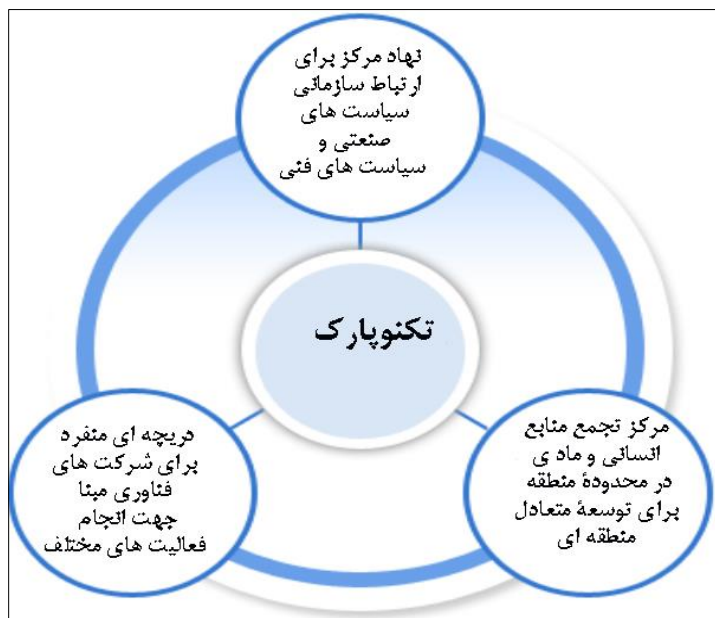 نهاد مرکز برای
ارتباط سازمانی
سیاست های
صنعتی و
سیاست های فنی
تکنوپارک
مرکز تجمع منابع
انسانی و ماد ی
در محدودهٔ منطقه
برای توسعهٔ متعادل
منطقه ای
دریچه ای منفرد
برای شرکت های
فناوری مبنا
جهت انجام
فعالیت های مختلف